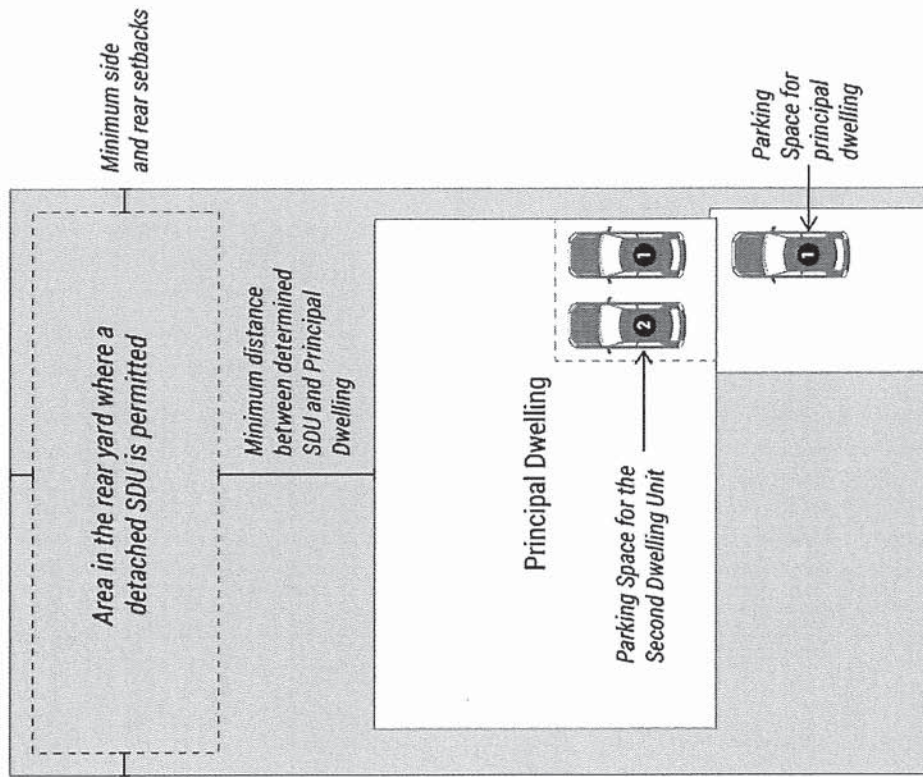 Minimum side
and rear setbacks
Area in the rear yard where a
detached SDU is permitted
Minimum distance
between determined
SDU and Principal
Dwelling
Principal Dwelling
1
2
Parking Space for the
Second Dwelling Unit
1
Parking
Space for
principal
dwelling